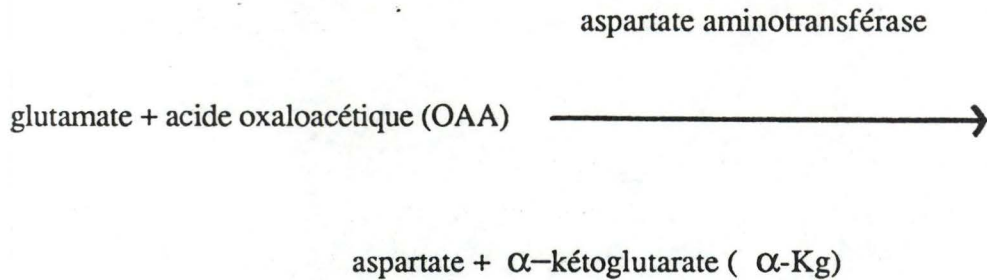 aspartate aminotransférase
glutamate + acide oxaloacétique (OAA)
aspartate + α–kétoglutarate ( α-Kg)